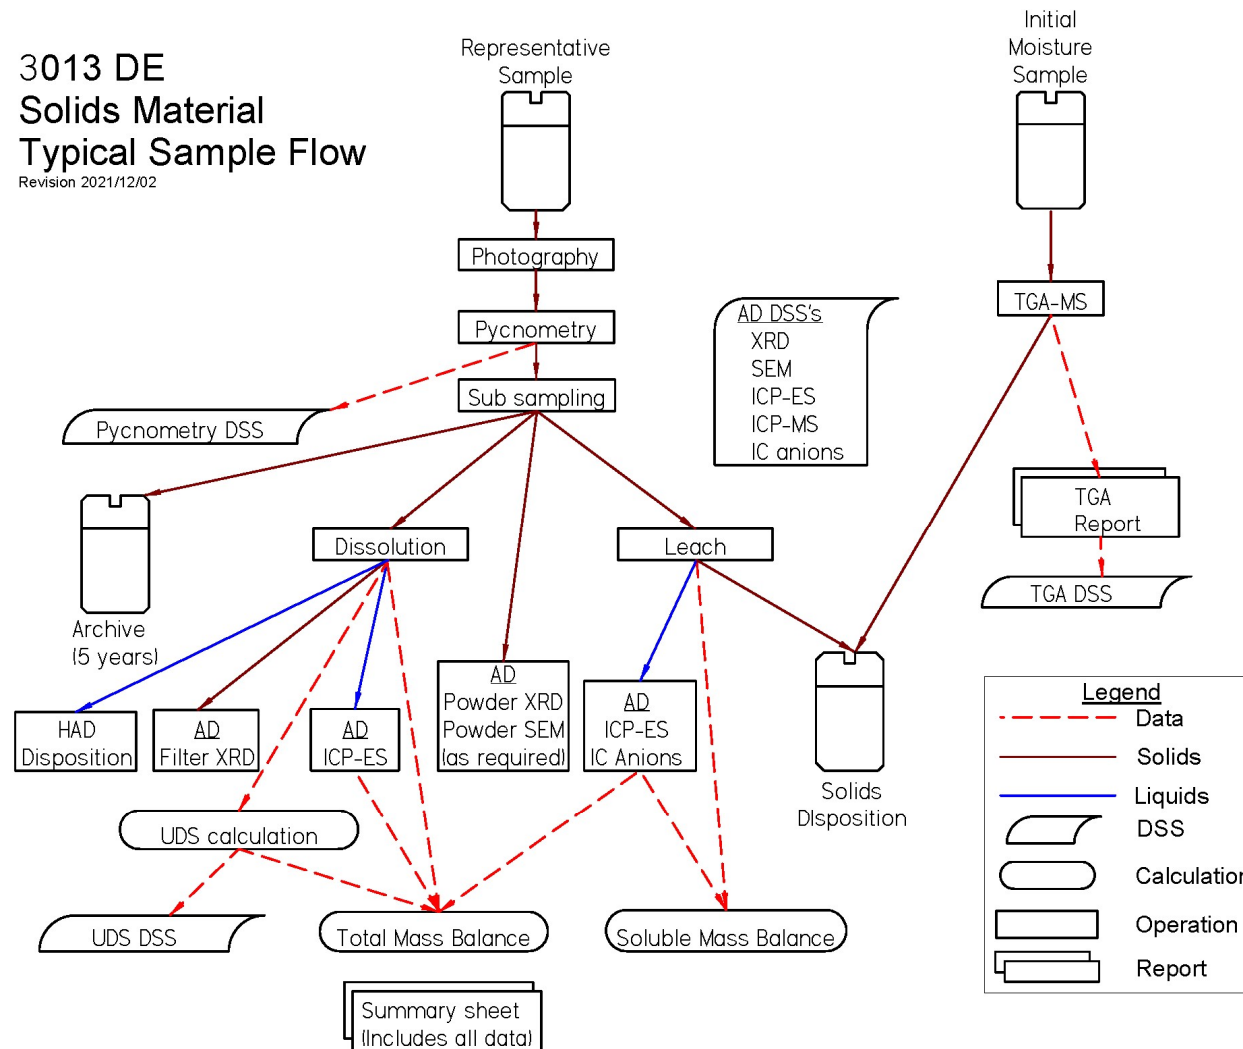 3013 DE
Solids Material
Typical Sample Flow
Revision 2021/12/02
Representative
Sample
Initial
Moisture
Sample
Photography
Pycnometry
Sub sampling
Pycnometry DSS
AD DSS's
XRD
SEM
ICP-ES
ICP-MS
IC anions
TGA-MS
TGA
Report
TGA DSS
Archive
(5 years)
Dissolution
Leach
HAD
Disposition
AD
Filter XRD
AD
ICP-ES
AD
Powder XRD
Powder SEM
(as required)
AD
ICP-ES
IC Anions
Solids
DIsposition
UDS calculation
UDS DSS
Total Mass Balance
Soluble Mass Balance
Summary sheet
(Includes all data)
Legend
Data
Solids
Liquids
DSS
Calculation
Operation
Report